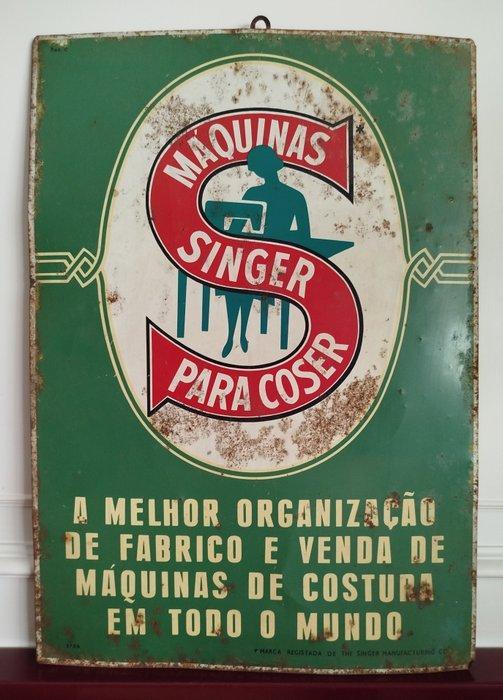 MÁQUINAS
SINGER
PARA COSER
*
A MELHOR ORGANIZAÇÃO
DE FABRICO E VENDA DE
MÁQUINAS DE COSTURA
EM TODO O MUNDO
* MARCA REGISTADA DE THE SINGER MANUFACTURING CO.